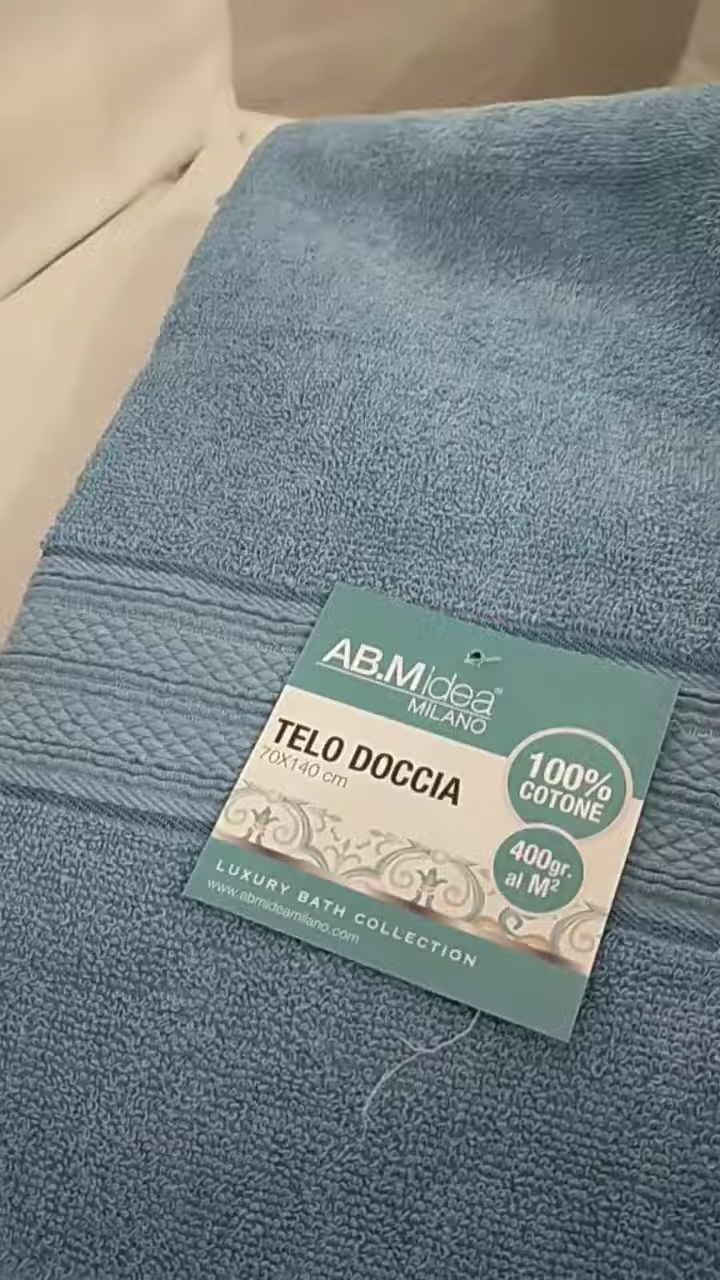 AB.Midea®
MILANO
TELO DOCCIA
70X140 cm
100%
COTONE
400gr.
al M²
LUXURY BATH COLLECTION
www.abmideamilano.com